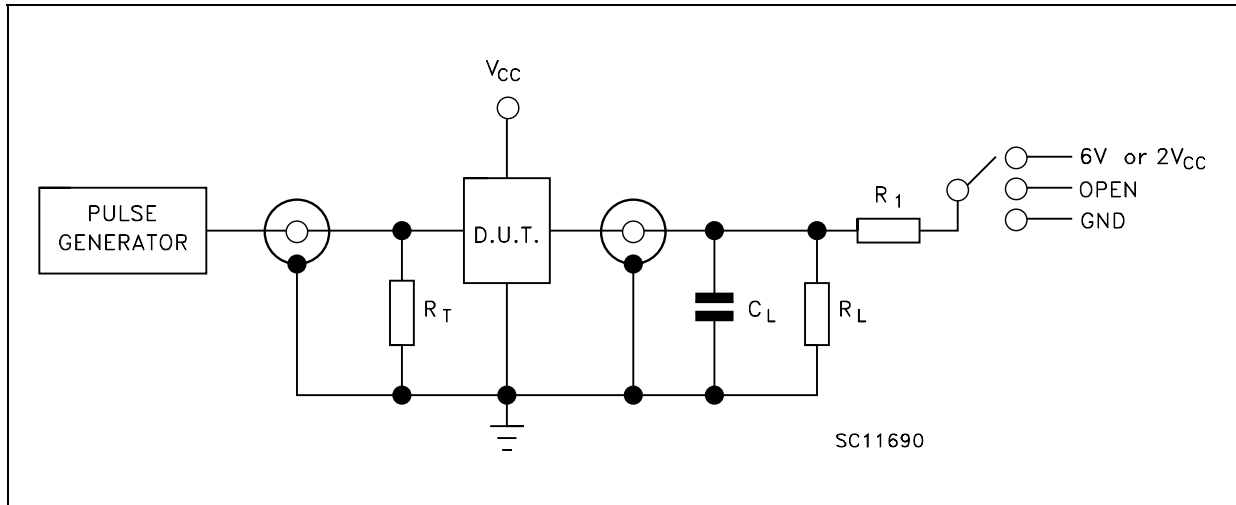 VCC
PULSE
GENERATOR
RT
D.U.T.
CL
RL
R1
6V or 2VCC
OPEN
GND
SC11690